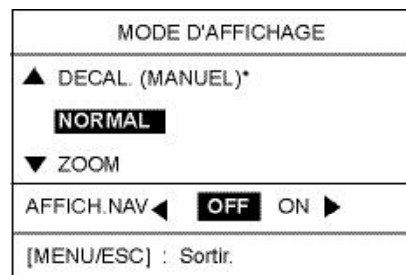 MODE D'AFFICHAGE
▲ DECAL. (MANUEL)*
NORMAL
▼ ZOOM
AFFICH.NAV ◀ OFF ON ▶
[MENU/ESC] : Sortir.